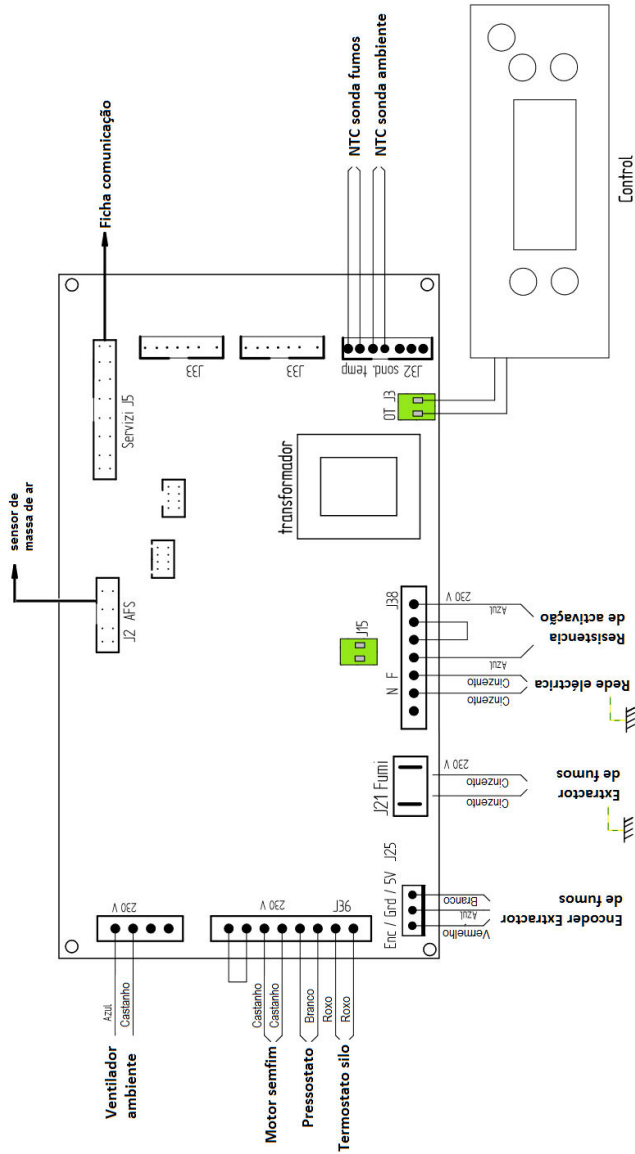 Ficha comunicação
sensor de
massa de ar
NTC sonda fumos
NTC sonda ambiente
Control
Servizi J5
J33
J33
J32
sond. temp
OT J3
transformador
J2 AFS
J15
J38
N F
230 V
Azul
Azul
Cinzento
Cinzento
Resistencia
de activação
Rede eléctrica
J21 Fumi
230 V
Cinzento
Cinzento
Extractor
de fumos
J25
Enc / Grd / 5V
Branco
Azul
Vermelho
Encoder Extractor
de fumos
230 V
Azul
Castanho
Ventilador
ambiente
230 V
J36
Castanho
Castanho
Branco
Roxo
Roxo
Motor semfim
Pressostato
Termostato silo